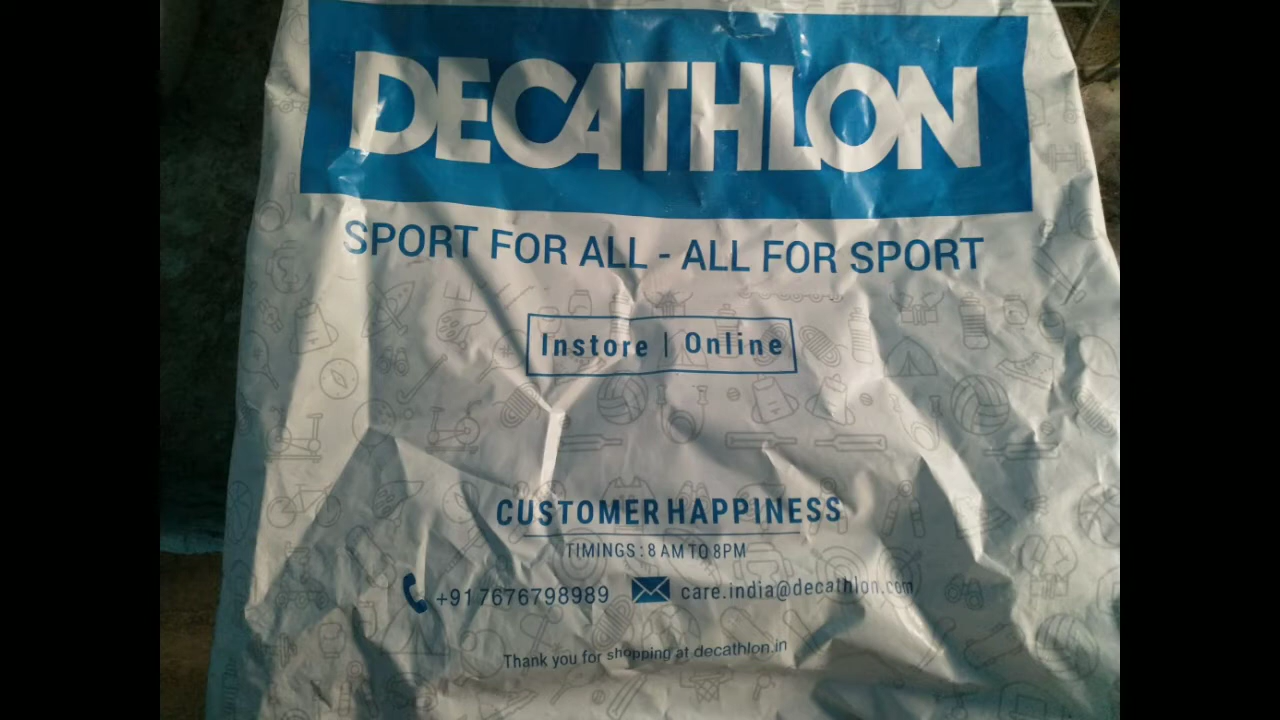 DECATHLON
SPORT FOR ALL - ALL FOR SPORT
Instore | Online
CUSTOMER HAPPINESS
TIMINGS : 8 AM TO 8PM
+91 7676798989 care.india@decathlon.com
Thank you for shopping at decathlon.in